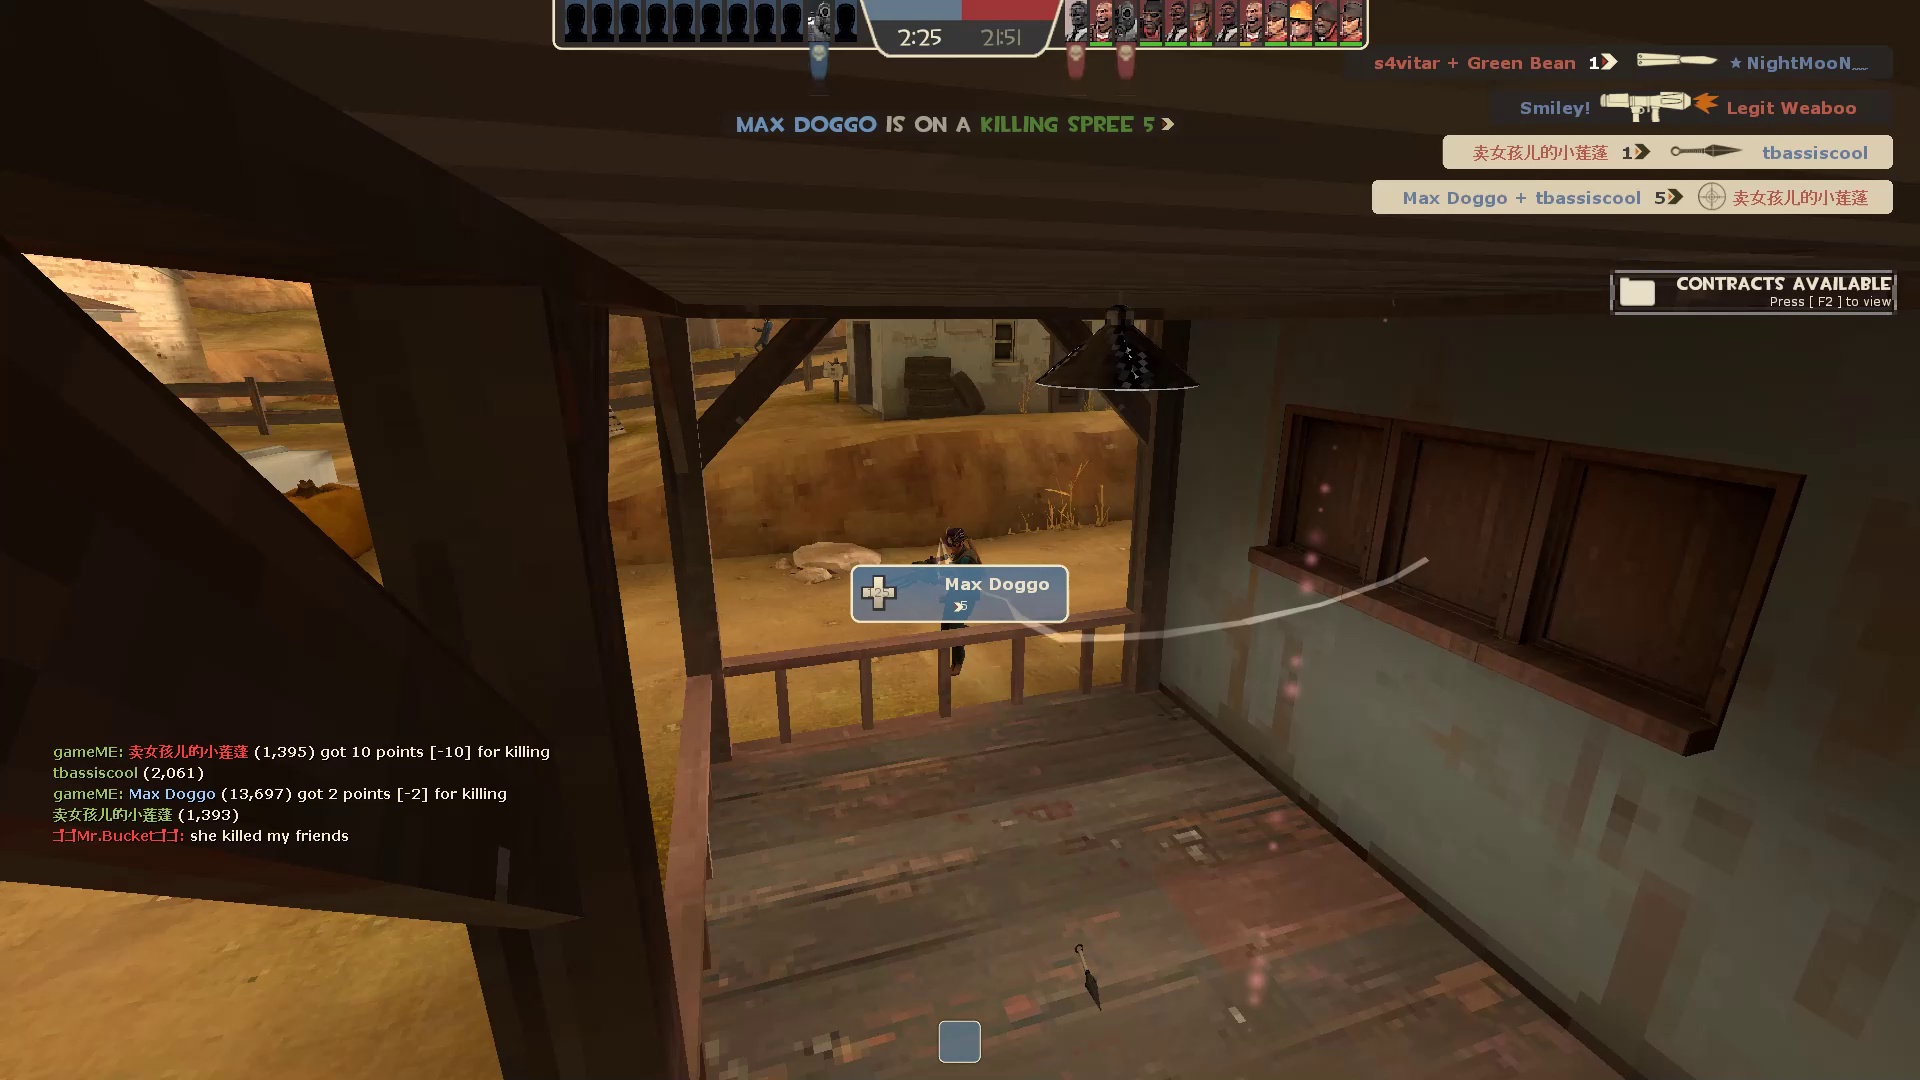 2:25 21:51
s4vitar + Green Bean 1 ★ NightMooN__
MAX DOGGO IS ON A KILLING SPREE 5
Smiley! Legit Weaboo
卖女孩儿的小莲蓬 1 tbassiscool
Max Doggo + tbassiscool 5 卖女孩儿的小莲蓬
CONTRACTS AVAILABLE
Press [ F2 ] to view
Max Doggo
125
5
gameME: 卖女孩儿的小莲蓬 (1,395) got 10 points [-10] for killing
tbassiscool (2,061)
gameME: Max Doggo (13,697) got 2 points [-2] for killing
卖女孩儿的小莲蓬 (1,393)
Mr.Bucket: she killed my friends